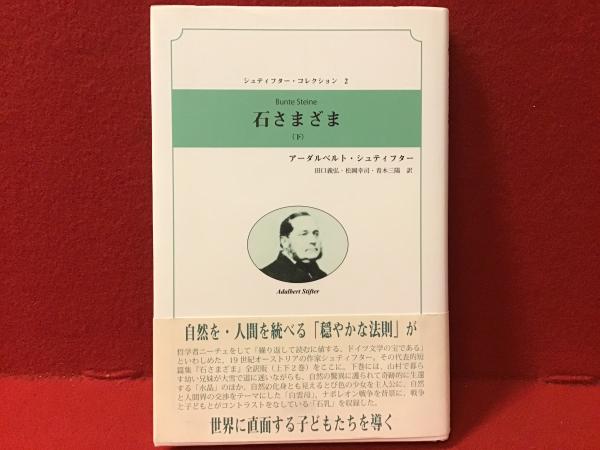 シュティフター・コレクション 2
Bunte Steine
石さまざま
(下)
アーダルベルト・シュティフター
田口義弘・松岡幸司・青木三陽 訳
Adalbert Stifter
自然を・人間を統べる「穏やかな法則」が
哲学者ニーチェをして「繰り返して読むに値する、ドイツ文学の宝である」
といわしめた、19世紀オーストリアの作家シュティフター。その代表的短
篇集『石さまざま』全訳版（上下2巻）をここに。下巻には、山村で暮ら
す幼い兄妹が大雪で道に迷いながらも、自然の驚異に護られて奇跡的に生還
する「水晶」のほか、自然の化身とも見えるとび色の少女を主人公に、自然
と人間界の交渉をテーマにした「白雲母」、ナポレオン戦争を背景に、戦争
と子どもとがコントラストをなしている「石乳」を収録した。
世界に直面する子どもたちを導く